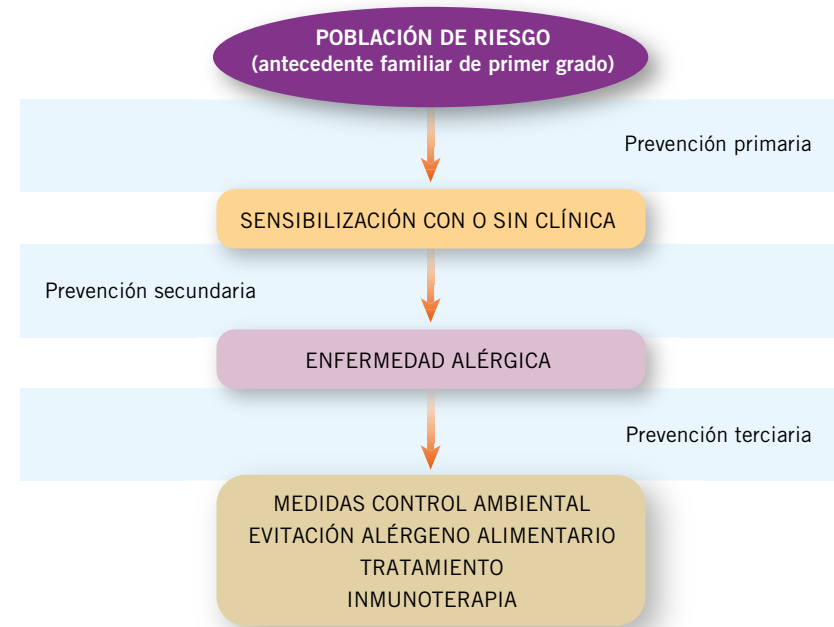 POBLACIÓN DE RIESGO
(antecedente familiar de primer grado)
Prevención primaria
SENSIBILIZACIÓN CON O SIN CLÍNICA
Prevención secundaria
ENFERMEDAD ALÉRGICA
Prevención terciaria
MEDIDAS CONTROL AMBIENTAL
EVITACIÓN ALÉRGENO ALIMENTARIO
TRATAMIENTO
INMUNOTERAPIA